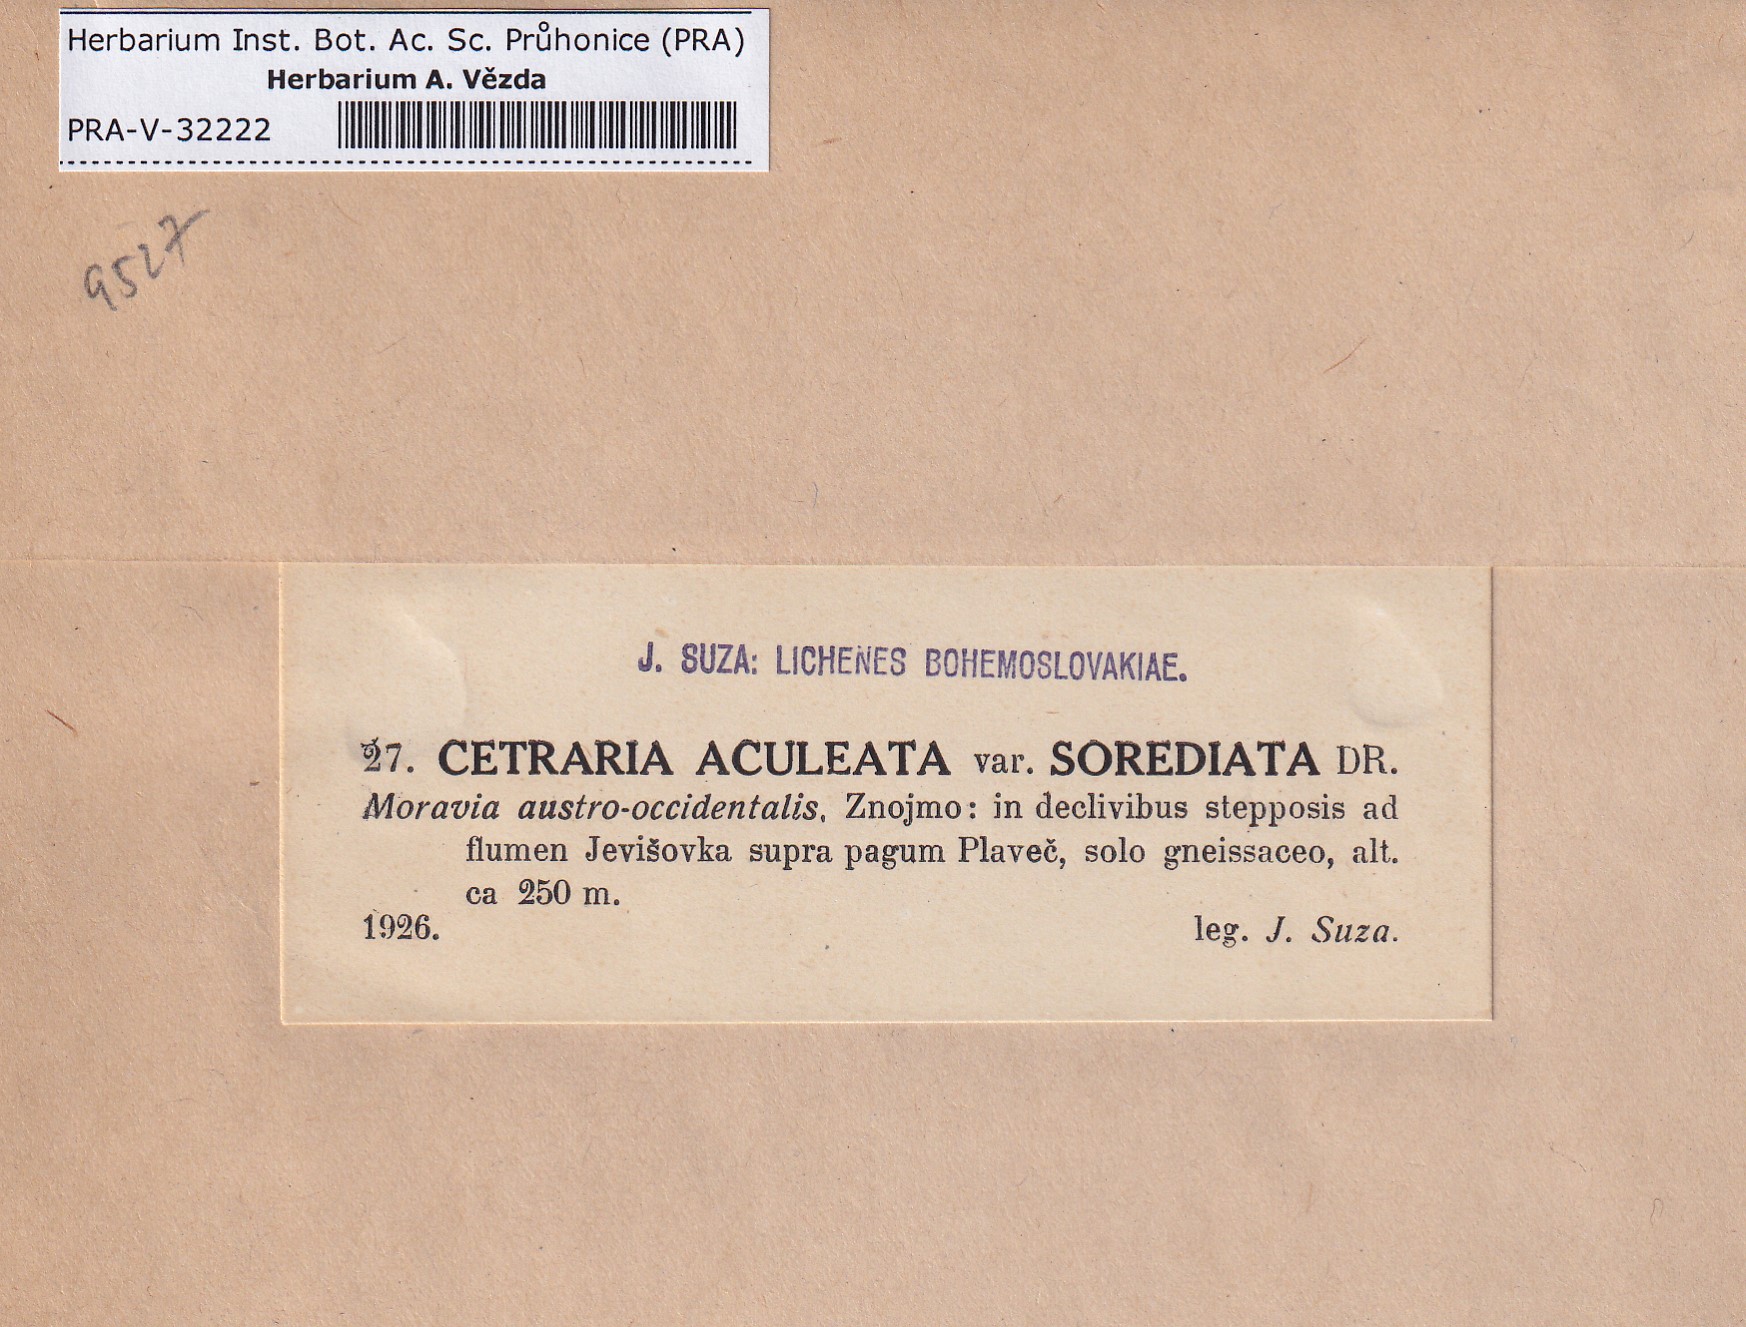 Herbarium Inst. Bot. Ac. Sc. Průhonice (PRA)
Herbarium A. Vězda
PRA-V-32222
9527
J. SUZA: LICHENES BOHEMOSLOVAKIAE.
27. CETRARIA ACULEATA var. SOREDIATA DR.
Moravia austro-occidentalis, Znojmo: in declivibus stepposis ad
flumen Jevišovka supra pagum Plaveč, solo gneissaceo, alt.
ca 250 m.
1926. leg. J. Suza.